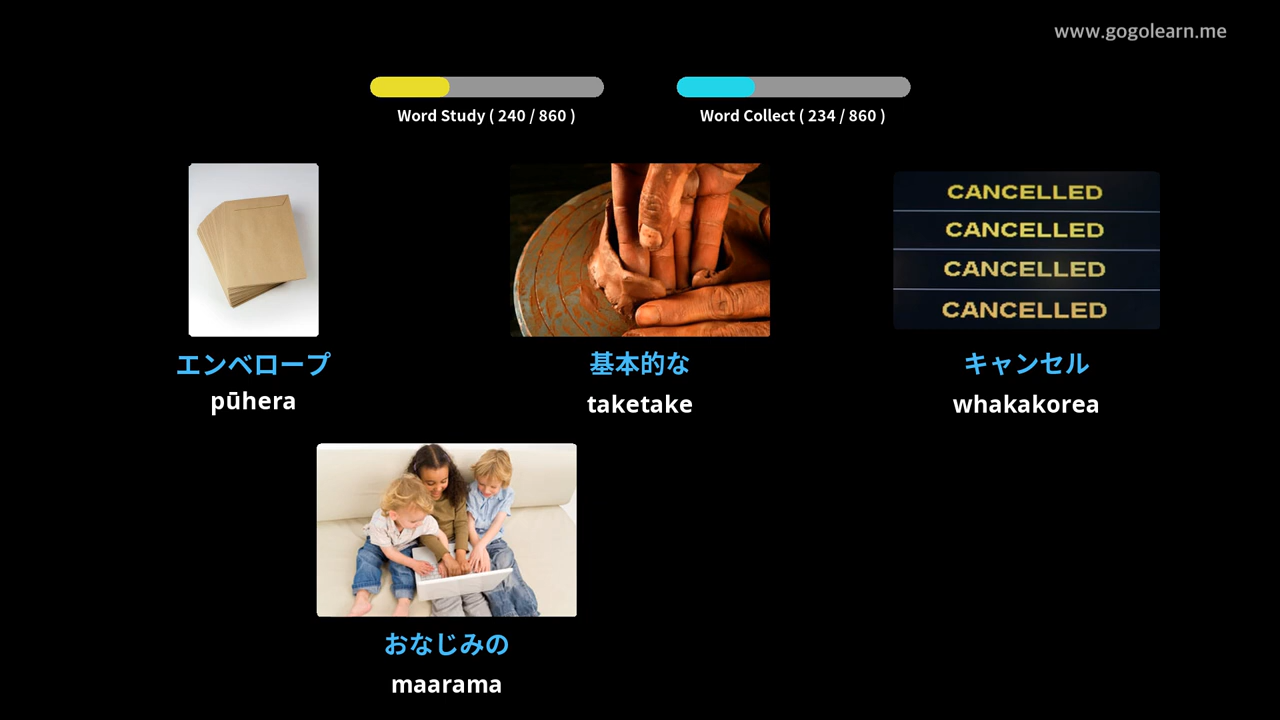 www.gogolearn.me
Word Study ( 240 / 860 )
Word Collect ( 234 / 860 )
CANCELLED
CANCELLED
CANCELLED
CANCELLED
エンベロープ
pūhera
基本的な
taketake
キャンセル
whakakorea
おなじみの
maarama